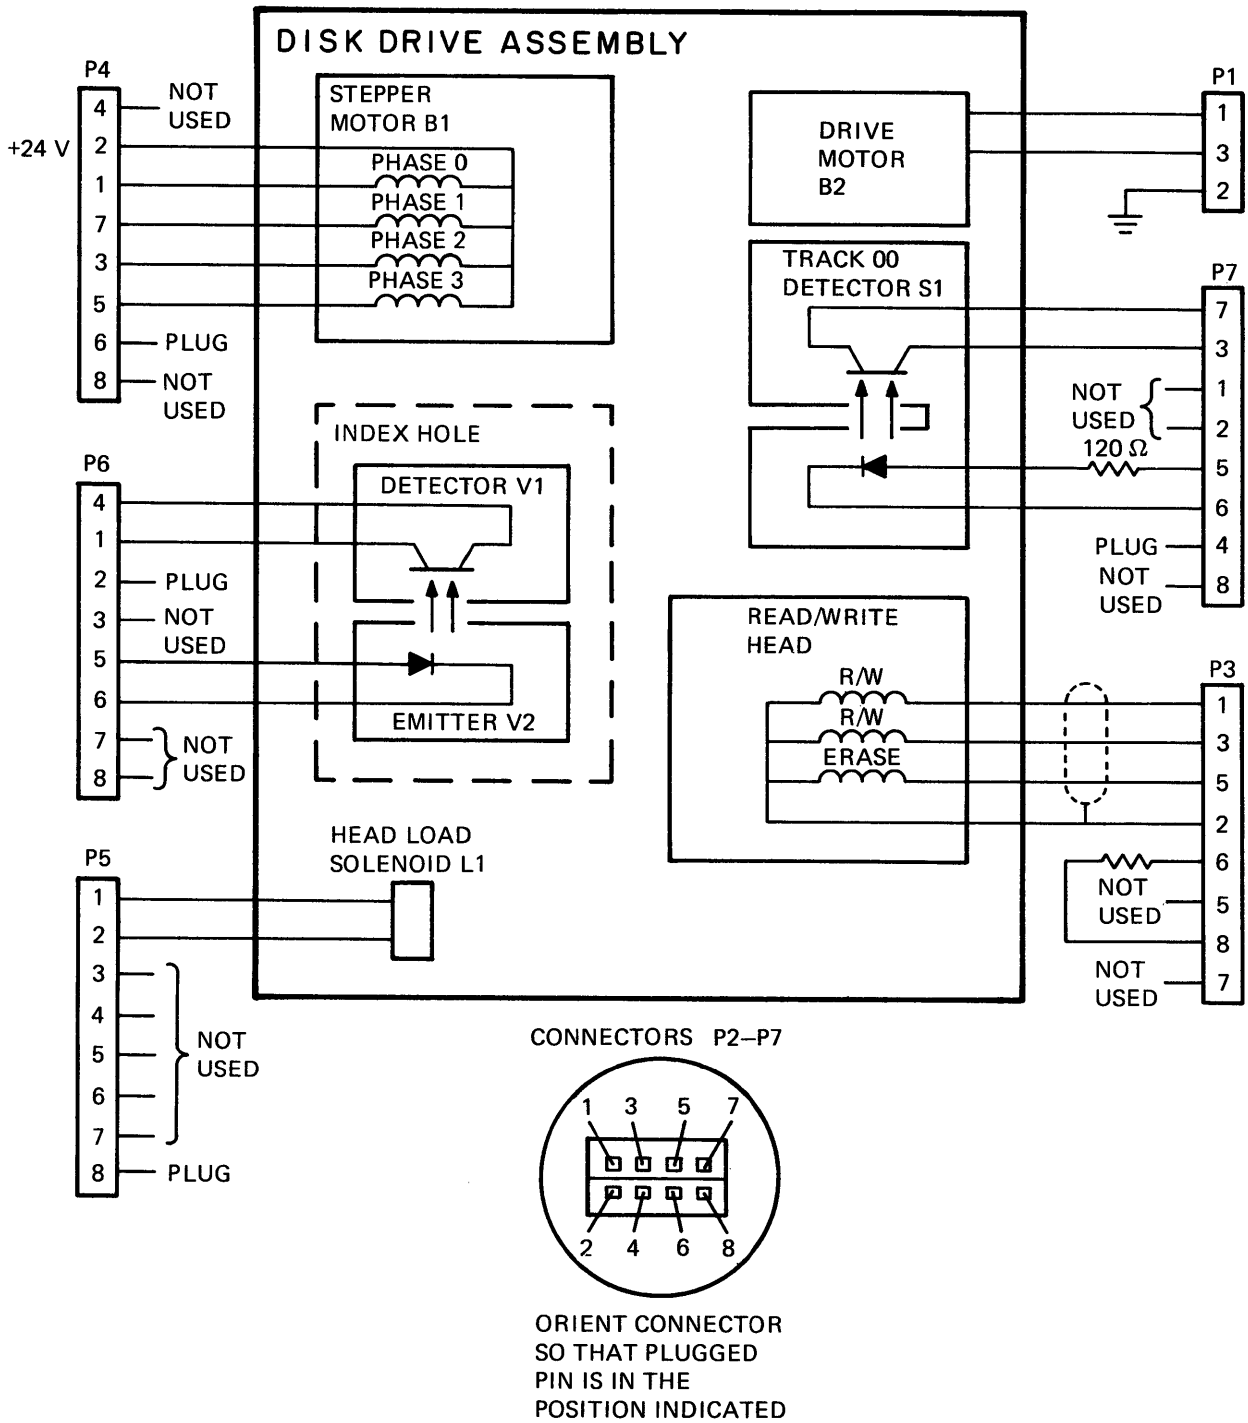 DISK DRIVE ASSEMBLY
P4
4
NOT
USED
+24 V
2
1
7
3
5
6
PLUG
8
NOT
USED
STEPPER
MOTOR B1
PHASE 0
PHASE 1
PHASE 2
PHASE 3
DRIVE
MOTOR
B2
P1
1
3
2
TRACK 00
DETECTOR S1
P7
7
3
1
2
NOT
USED
120 Ω
5
6
PLUG
4
NOT
USED
8
P6
4
1
2
PLUG
3
NOT
USED
5
6
7
8
NOT
USED
INDEX HOLE
DETECTOR V1
EMITTER V2
READ/WRITE
HEAD
R/W
R/W
ERASE
P3
1
3
5
2
6
NOT
USED
5
8
NOT
USED
7
HEAD LOAD
SOLENOID L1
P5
1
2
3
4
5
6
7
NOT
USED
8
PLUG
CONNECTORS P2–P7
1 3 5 7
2 4 6 8
ORIENT CONNECTOR
SO THAT PLUGGED
PIN IS IN THE
POSITION INDICATED